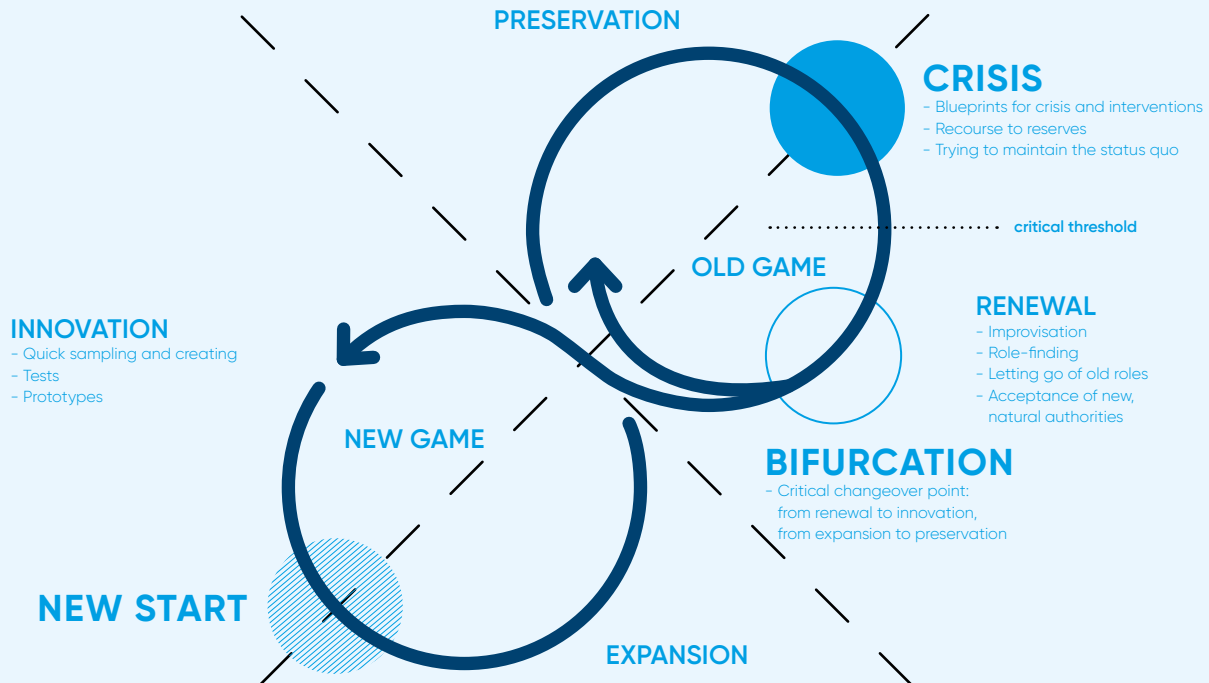 PRESERVATION
CRISIS
- Blueprints for crisis and interventions
- Recourse to reserves
- Trying to maintain the status quo
critical threshold
OLD GAME
RENEWAL
- Improvisation
- Role-finding
- Letting go of old roles
- Acceptance of new,
natural authorities
INNOVATION
- Quick sampling and creating
- Tests
- Prototypes
NEW GAME
BIFURCATION
- Critical changeover point:
from renewal to innovation,
from expansion to preservation
NEW START
EXPANSION